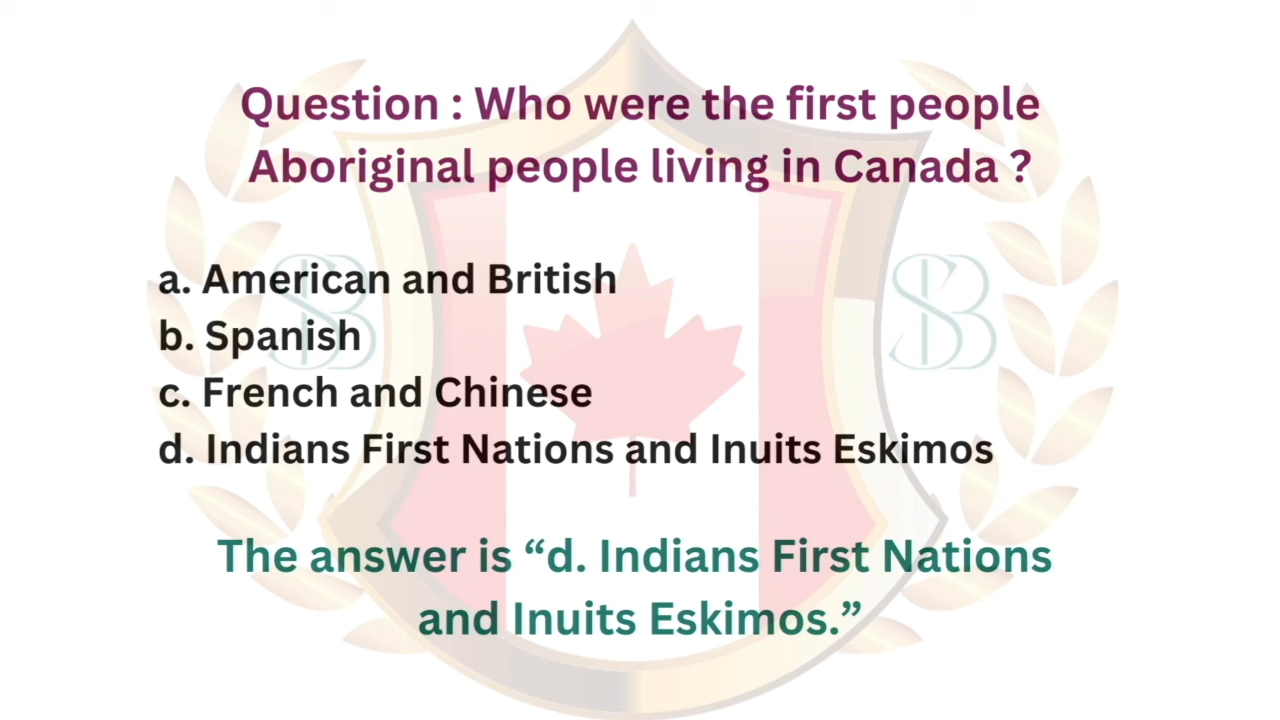 Question : Who were the first people
Aboriginal people living in Canada ?
a. American and British
b. Spanish
c. French and Chinese
d. Indians First Nations and Inuits Eskimos
The answer is “d. Indians First Nations
and Inuits Eskimos.”